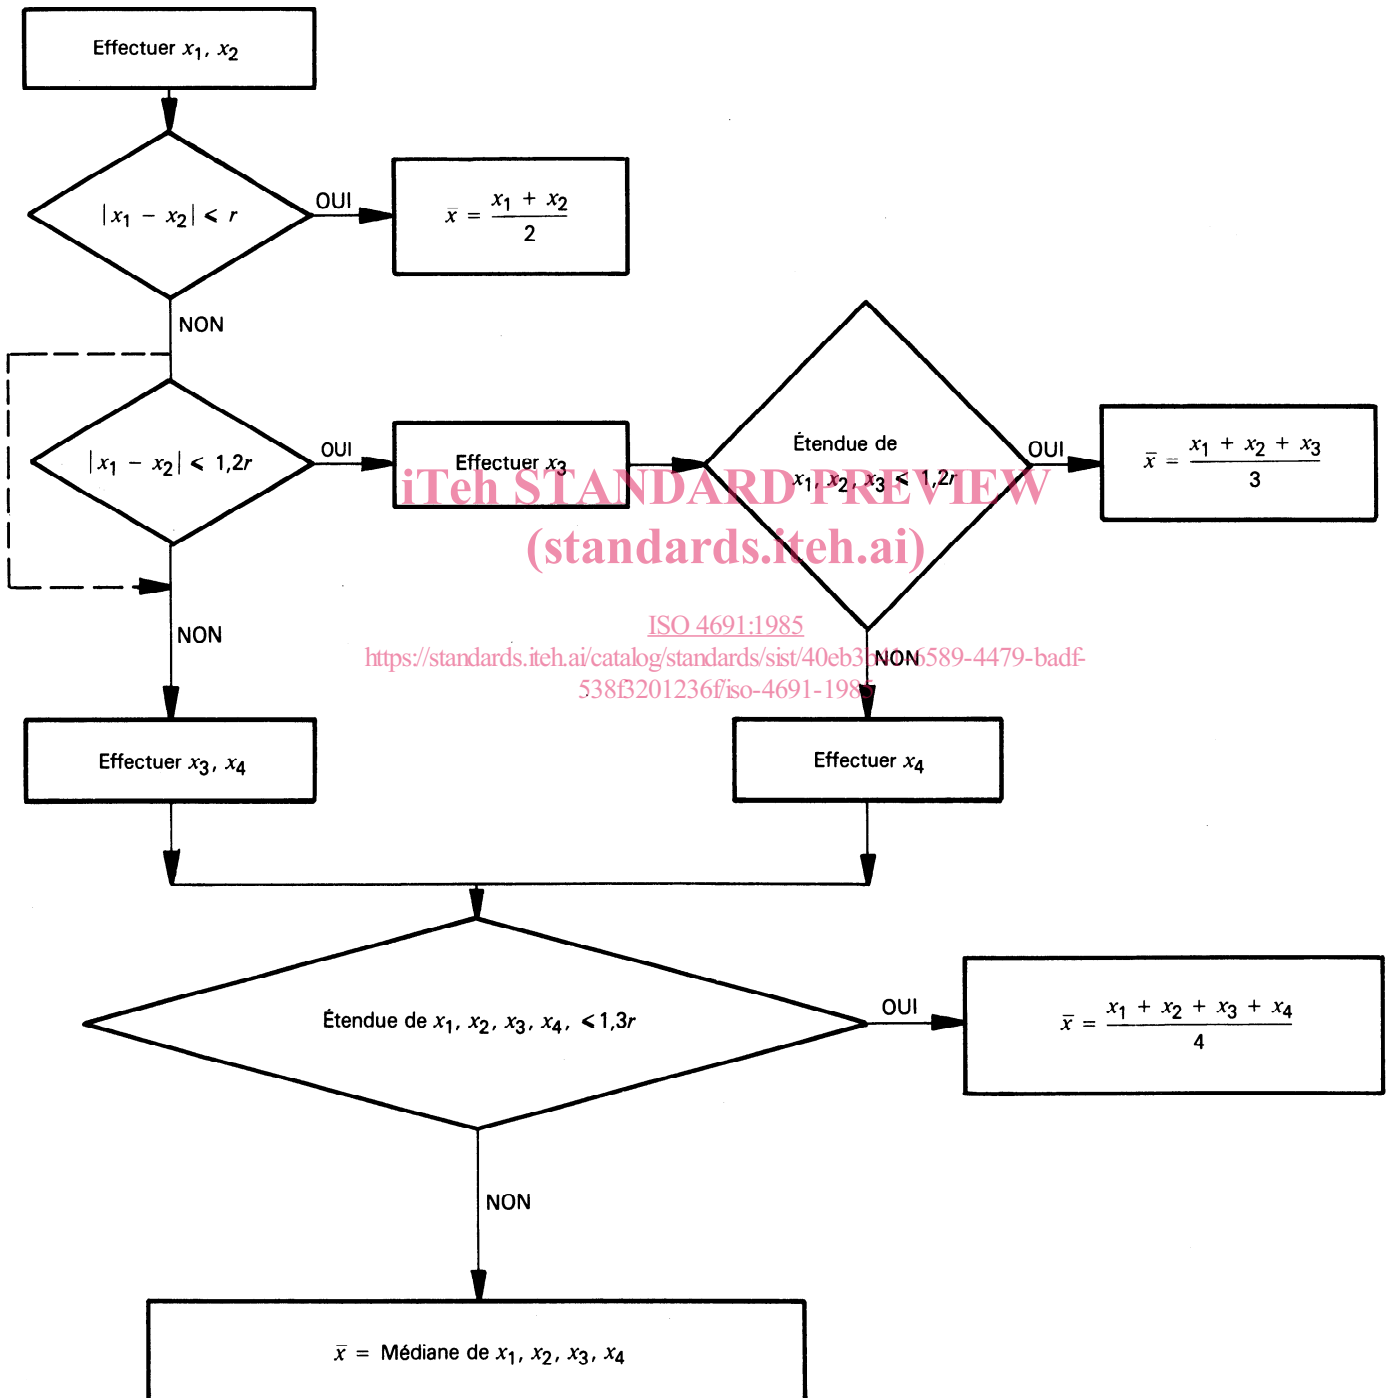 Effectuer x1, x2
|x1 − x2| ⩽ r
OUI
x̄ = (x1 + x2) / 2
NON
|x1 − x2| ⩽ 1,2r
OUI
Effectuer x3
Étendue de
x1, x2, x3 ⩽ 1,2r
OUI
x̄ = (x1 + x2 + x3) / 3
iTeh STANDARD PREVIEW
(standards.iteh.ai)
ISO 4691:1985
https://standards.iteh.ai/catalog/standards/sist/40eb3b41-6589-4479-badf-
538f3201236f/iso-4691-1985
NON
NON
Effectuer x3, x4
Effectuer x4
Étendue de x1, x2, x3, x4, ⩽ 1,3r
OUI
x̄ = (x1 + x2 + x3 + x4) / 4
NON
x̄ = Médiane de x1, x2, x3, x4